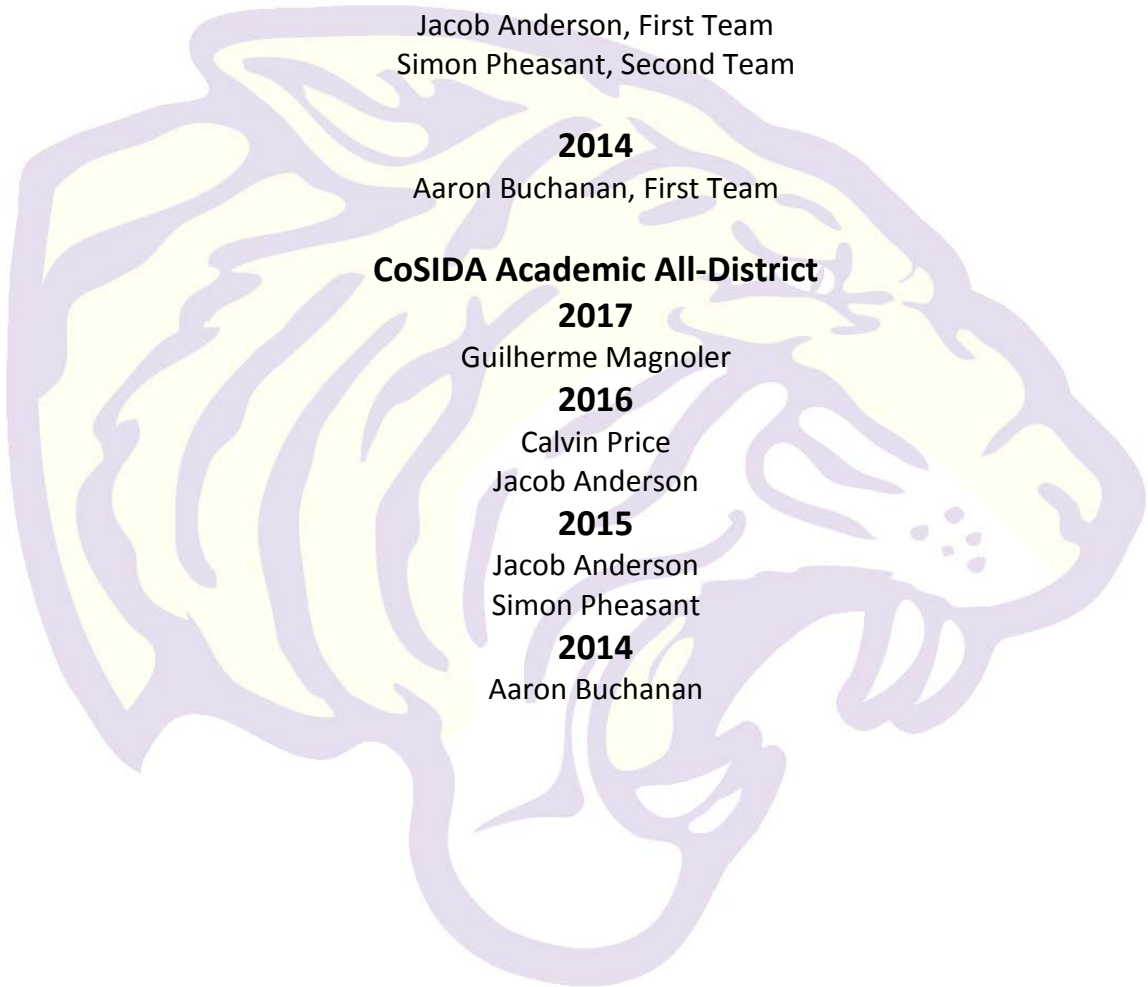 Jacob Anderson, First Team
Simon Pheasant, Second Team
2014
Aaron Buchanan, First Team
CoSIDA Academic All-District
2017
Guilherme Magnoler
2016
Calvin Price
Jacob Anderson
2015
Jacob Anderson
Simon Pheasant
2014
Aaron Buchanan